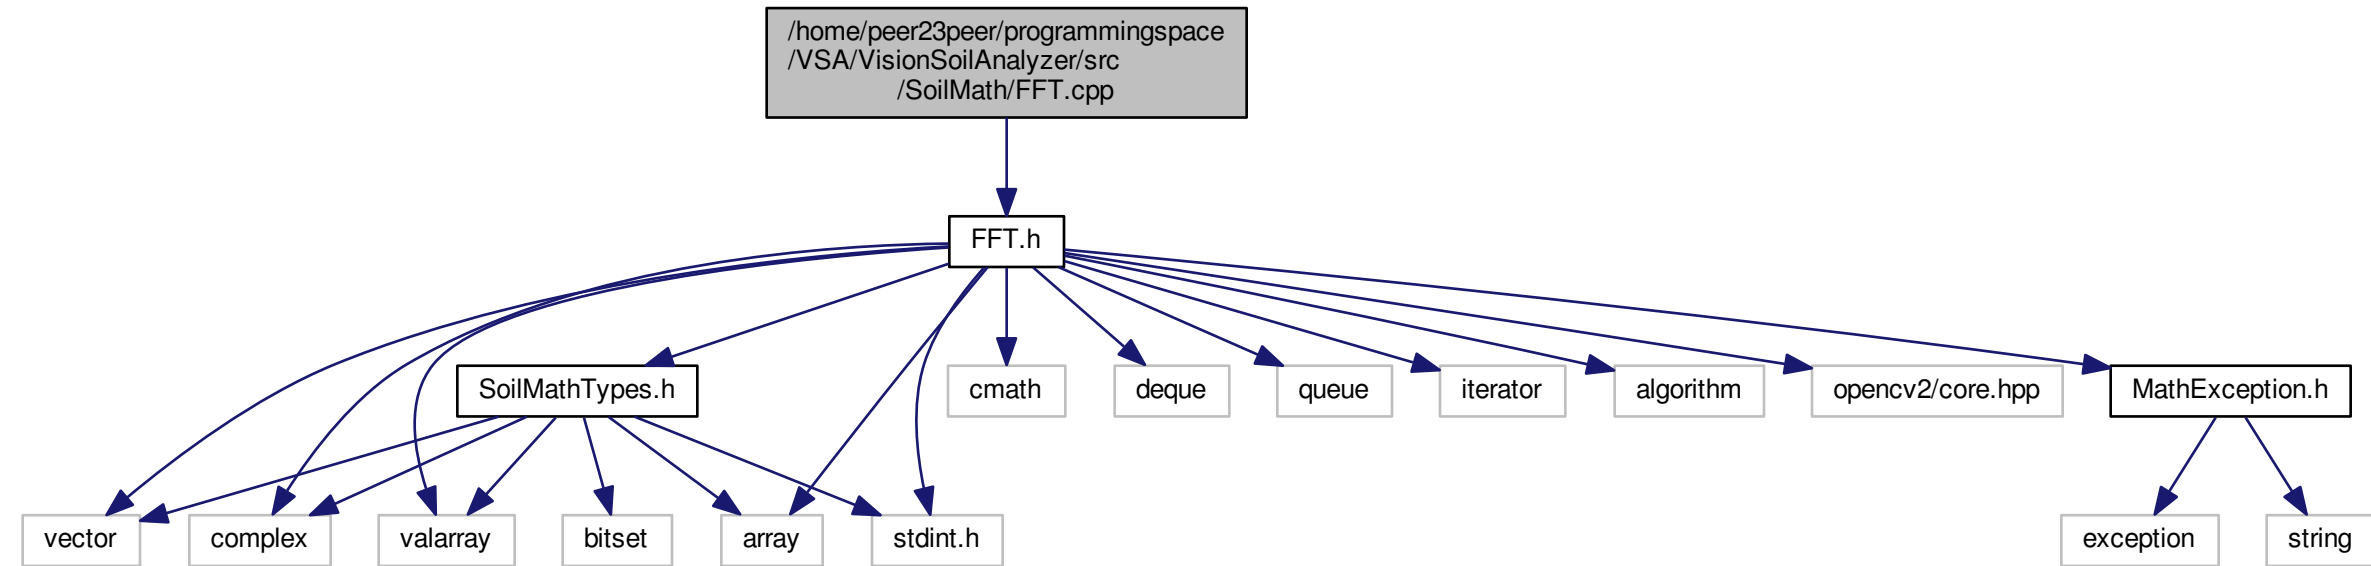 /home/peer23peer/programmingspace
/VSA/VisionSoilAnalyzer/src
/SoilMath/FFT.cpp
FFT.h
SoilMathTypes.h
cmath
deque
queue
iterator
algorithm
opencv2/core.hpp
MathException.h
vector
complex
valarray
bitset
array
stdint.h
exception
string